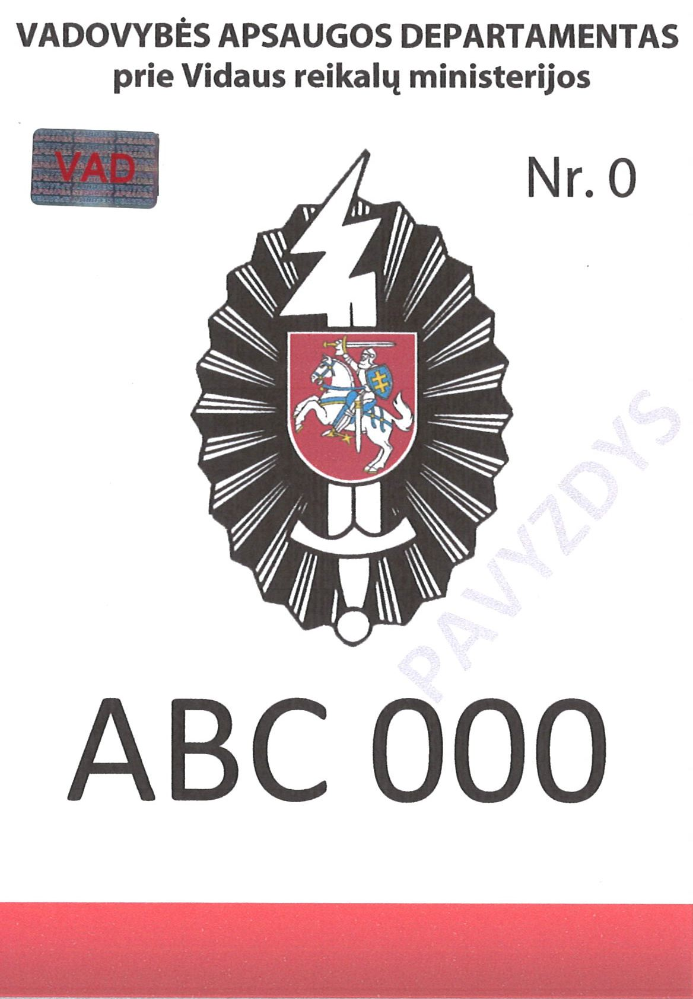 VADOVYBĖS APSAUGOS DEPARTAMENTAS
prie Vidaus reikalų ministerijos
VAD
Nr. 0
PAVYZDYS
ABC 000